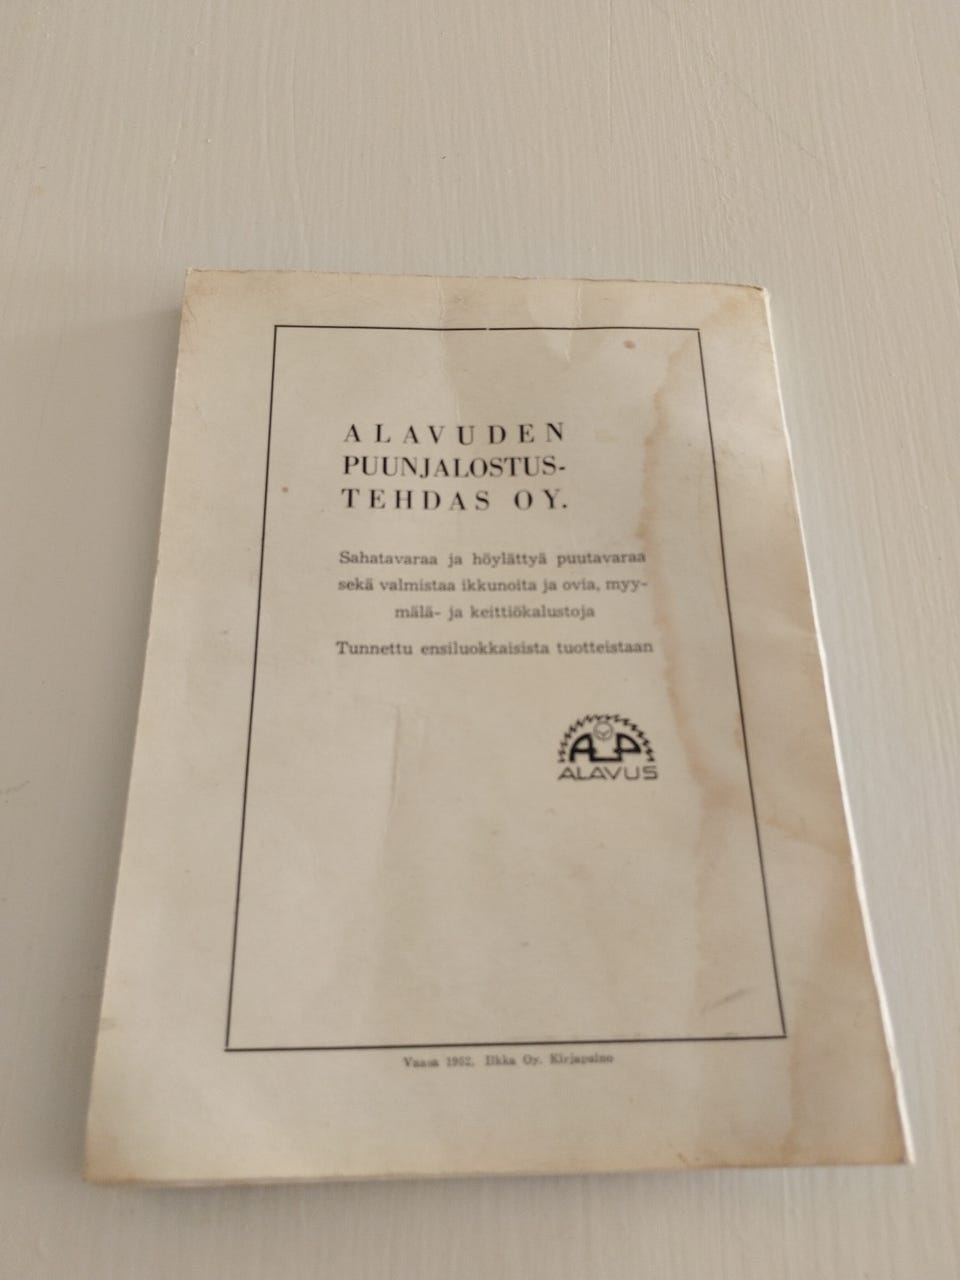 ALAVUDEN
PUUNJALOSTUS-
TEHDAS OY.
Sahatavaraa ja höylättyä puutavaraa
sekä valmistaa ikkunoita ja ovia, myy-
mälä- ja keittiökalustoja
Tunnettu ensiluokkaisista tuotteistaan
ALP
ALAVUS
Vaasa 1952. Ilkka Oy. Kirjapaino